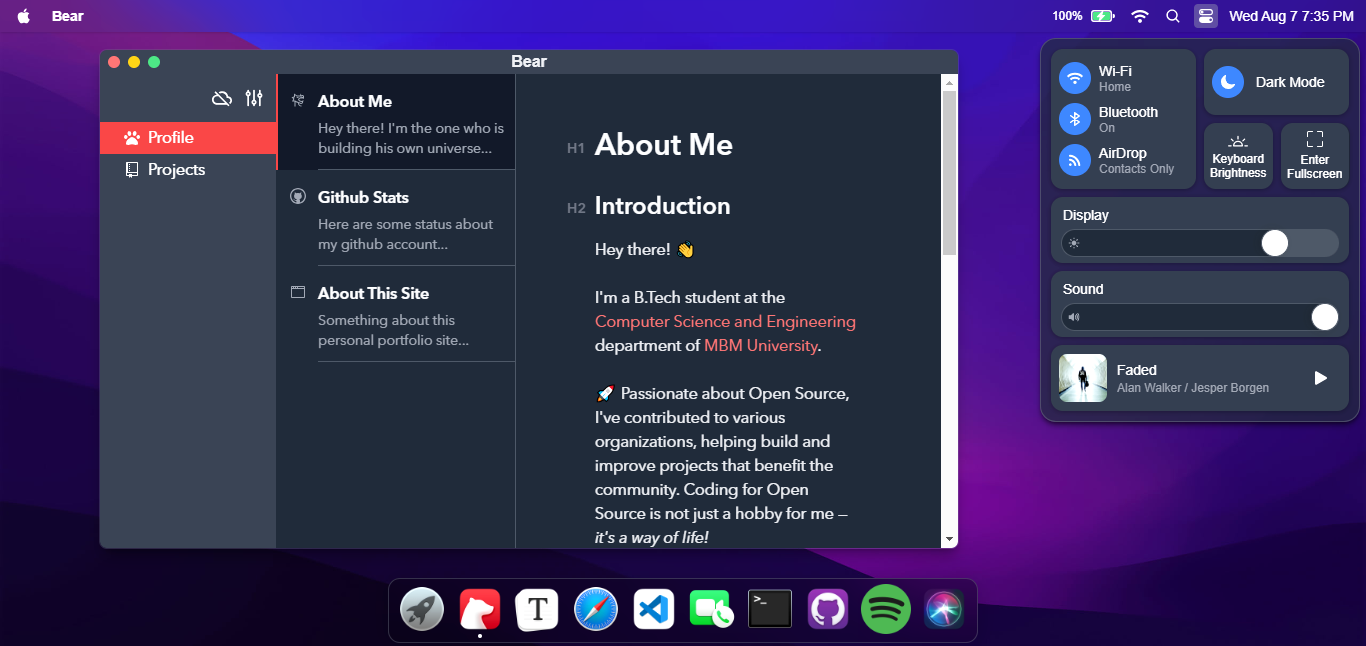 Bear
100%
Wed Aug 7 7:35 PM
Bear
Profile
Projects
About Me
Hey there! I'm the one who is
building his own universe...
Github Stats
Here are some status about
my github account...
About This Site
Something about this
personal portfolio site...
H1 About Me
H2 Introduction
Hey there! 👋
I'm a B.Tech student at the
Computer Science and Engineering
department of MBM University.
🚀 Passionate about Open Source,
I've contributed to various
organizations, helping build and
improve projects that benefit the
community. Coding for Open
Source is not just a hobby for me –
it's a way of life!
Wi-Fi
Home
Bluetooth
On
AirDrop
Contacts Only
Dark Mode
Keyboard
Brightness
Enter
Fullscreen
Display
Sound
Faded
Alan Walker / Jesper Borgen
T
>_